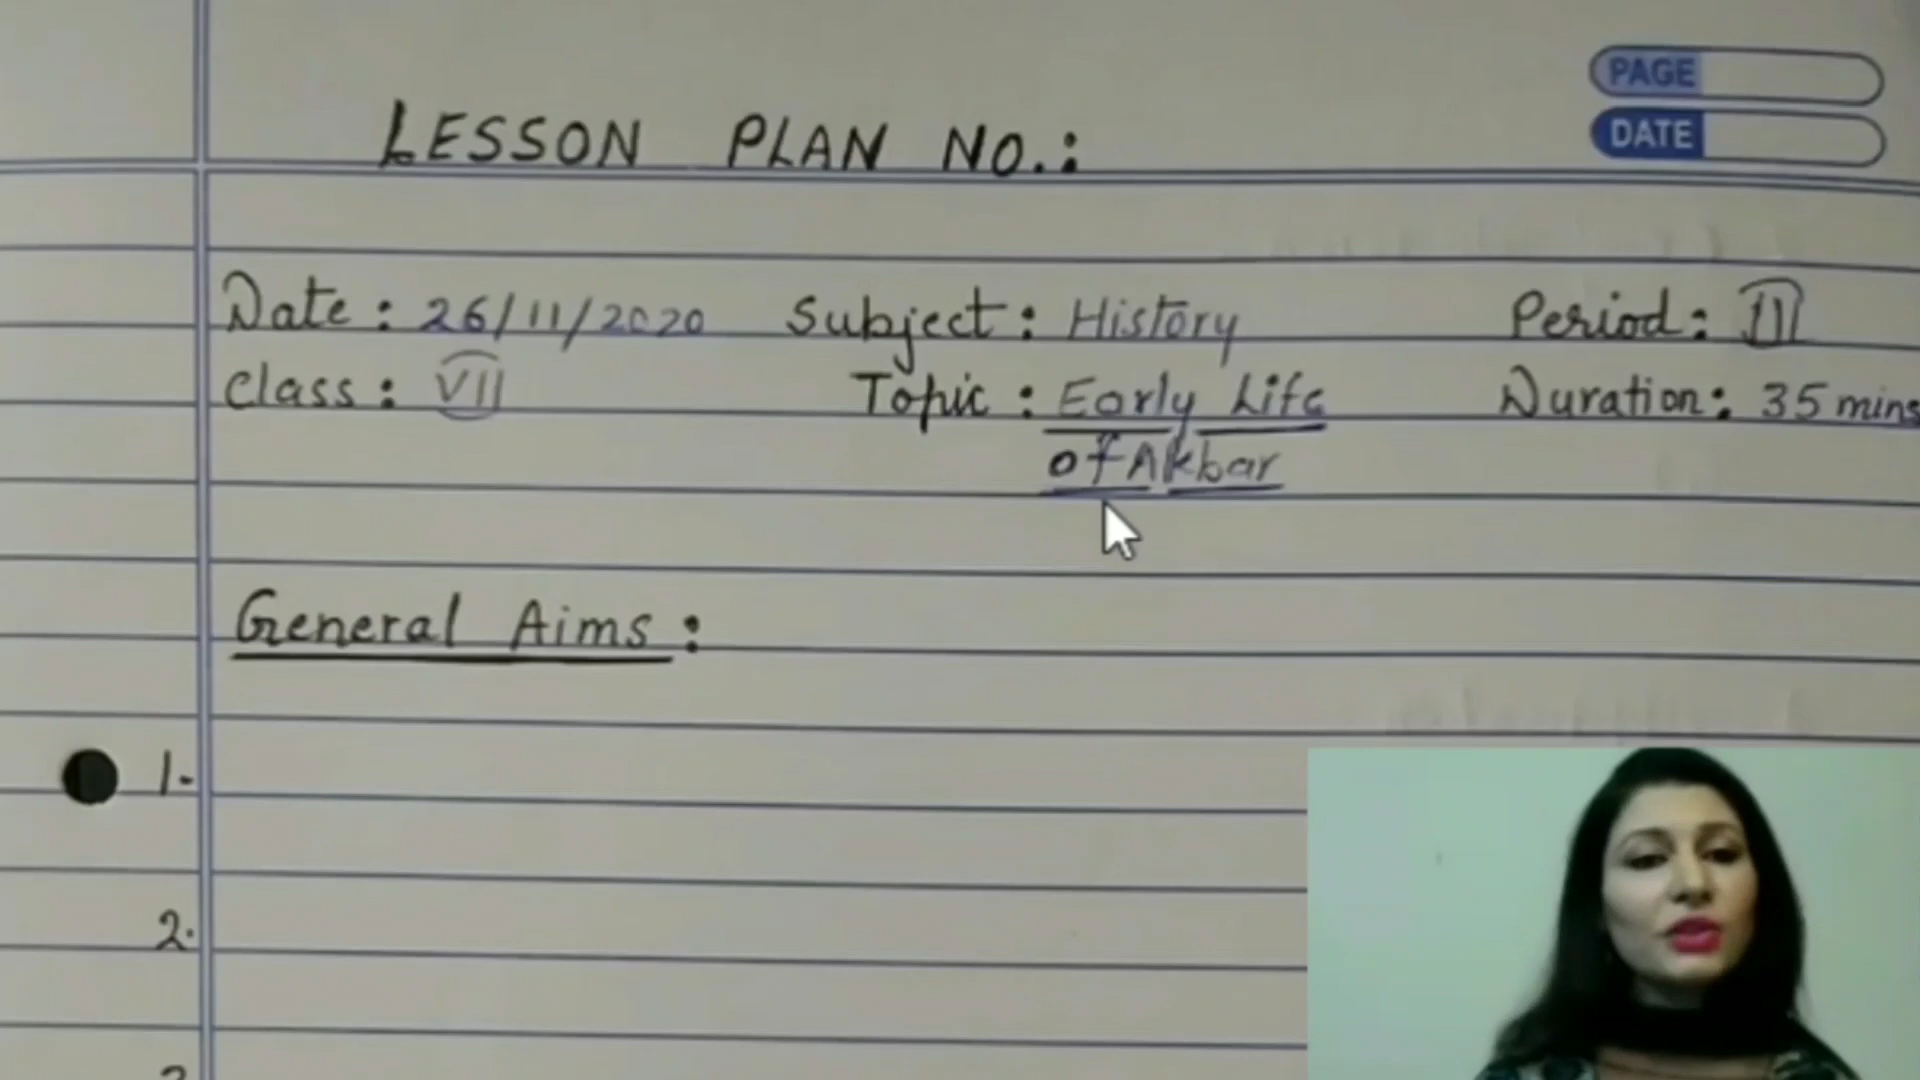 PAGE
DATE
LESSON PLAN NO.:
Date: 26/11/2020 Subject: History Period: III
Class: VII Topic: Early Life Duration: 35 mins
of Akbar
General Aims:
1.
2.